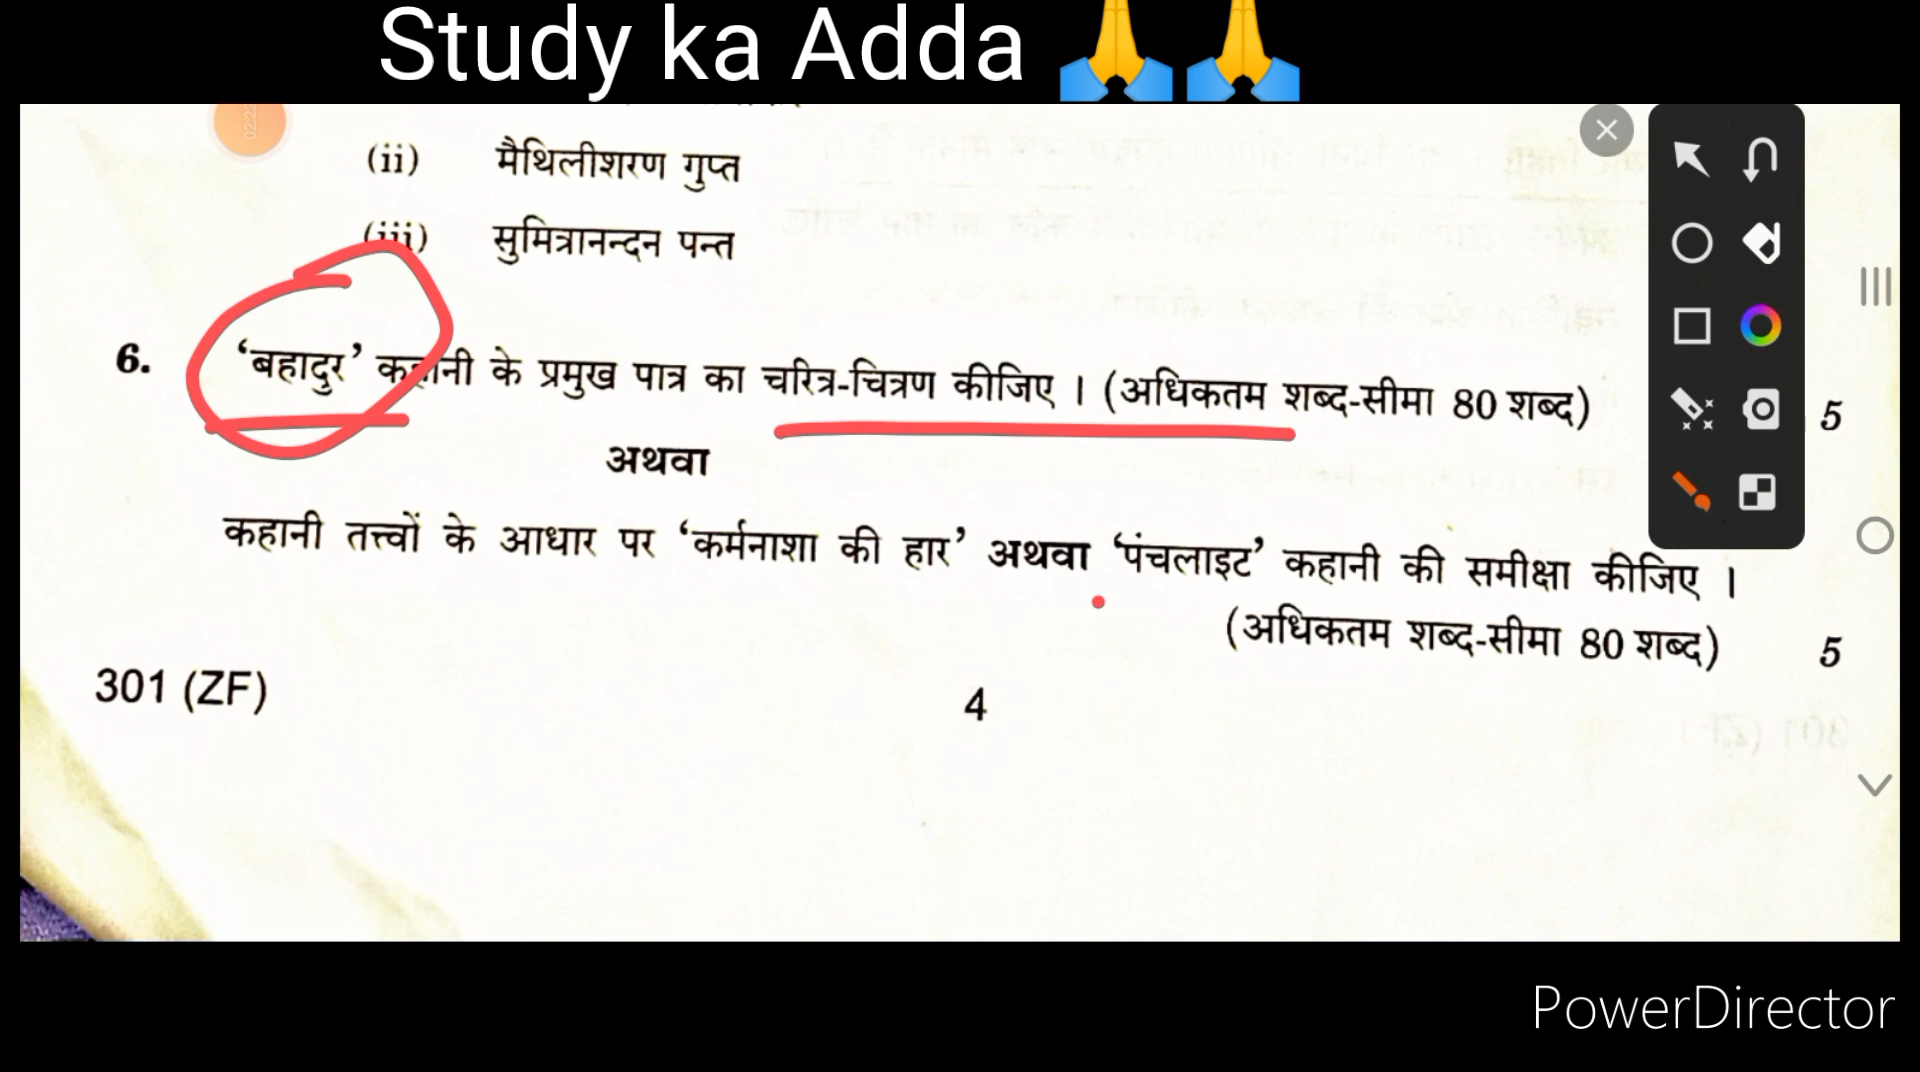 Study ka Adda 🙏🙏
(ii) मैथिलीशरण गुप्त
(iii) सुमित्रानन्दन पन्त
6. ‘बहादुर’ कहानी के प्रमुख पात्र का चरित्र-चित्रण कीजिए । (अधिकतम शब्द-सीमा 80 शब्द) 5
अथवा
कहानी तत्त्वों के आधार पर ‘कर्मनाशा की हार’ अथवा ‘पंचलाइट’ कहानी की समीक्षा कीजिए ।
(अधिकतम शब्द-सीमा 80 शब्द) 5
301 (ZF) 4
PowerDirector